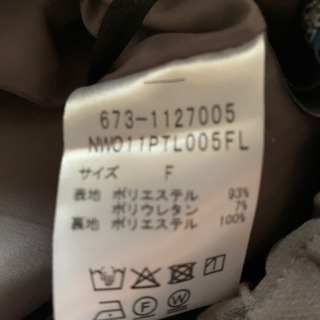 673-1127005
NW011PTL005FL
サイズ F
表地 ポリエステル 93%
ポリウレタン 7%
裏地 ポリエステル 100%